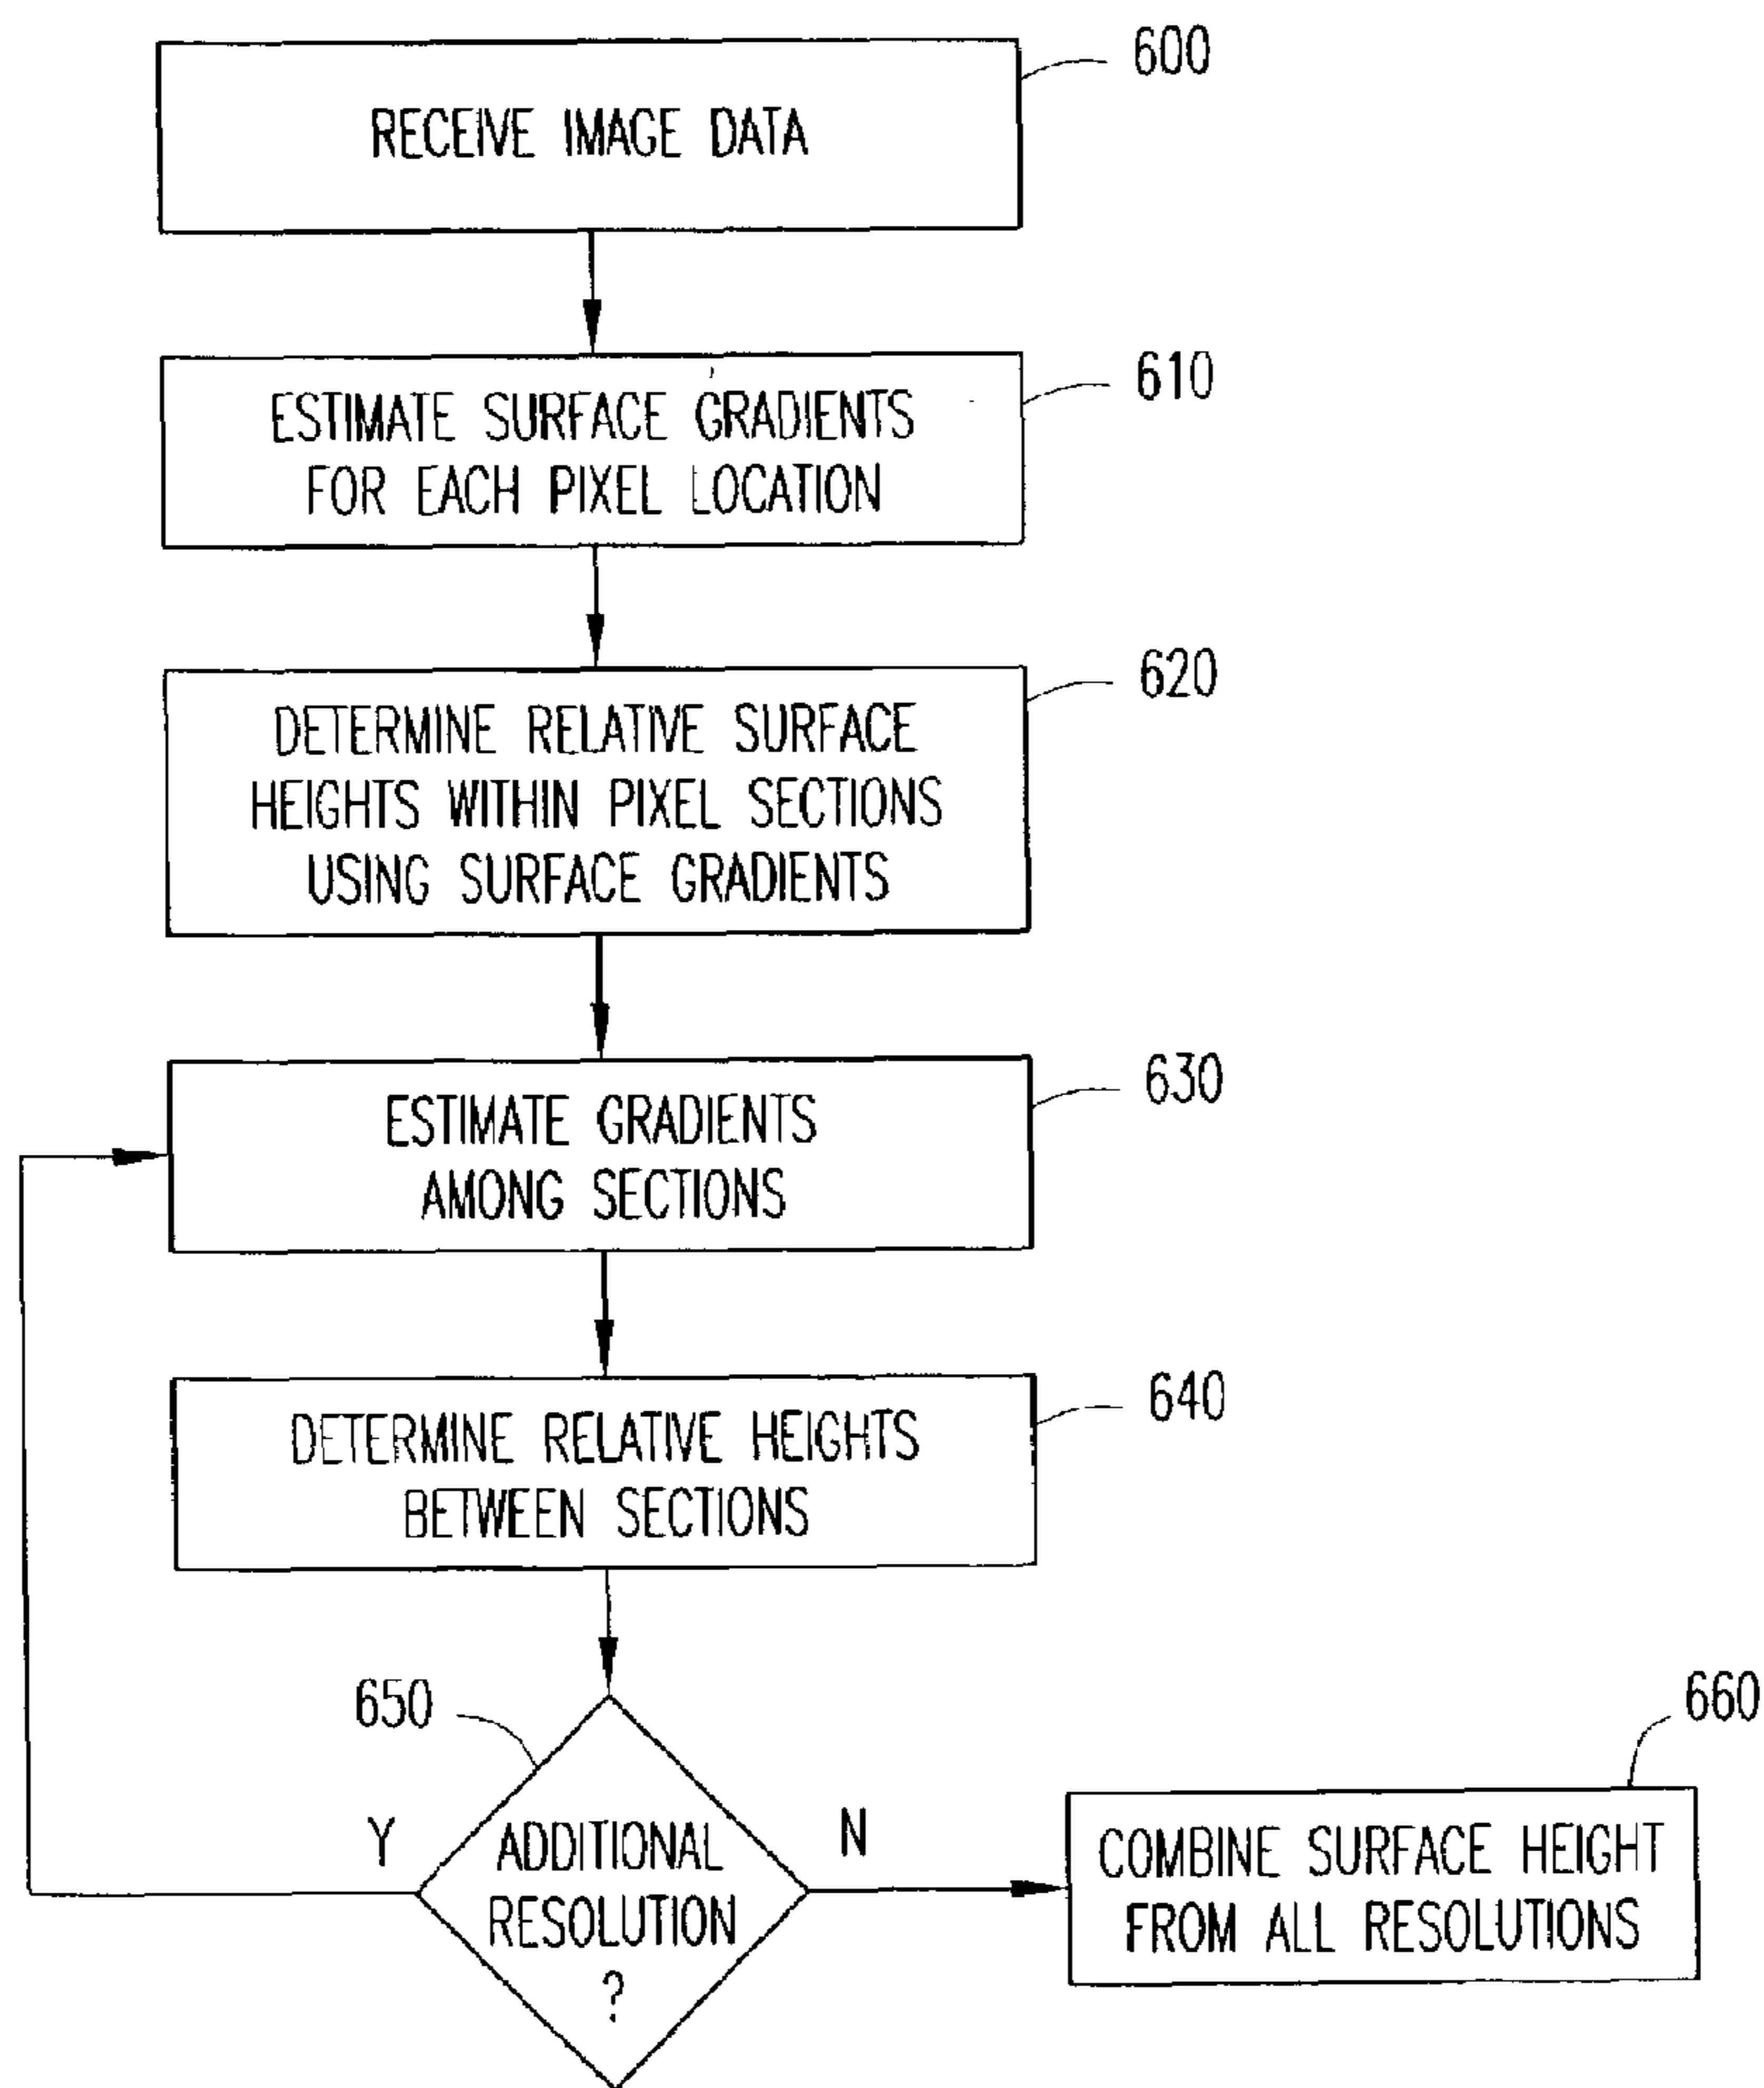 600
RECEIVE IMAGE DATA
610
ESTIMATE SURFACE GRADIENTS
FOR EACH PIXEL LOCATION
620
DETERMINE RELATIVE SURFACE
HEIGHTS WITHIN PIXEL SECTIONS
USING SURFACE GRADIENTS
630
ESTIMATE GRADIENTS
AMONG SECTIONS
640
DETERMINE RELATIVE HEIGHTS
BETWEEN SECTIONS
650
Y
ADDITIONAL
RESOLUTION
?
N
660
COMBINE SURFACE HEIGHT
FROM ALL RESOLUTIONS